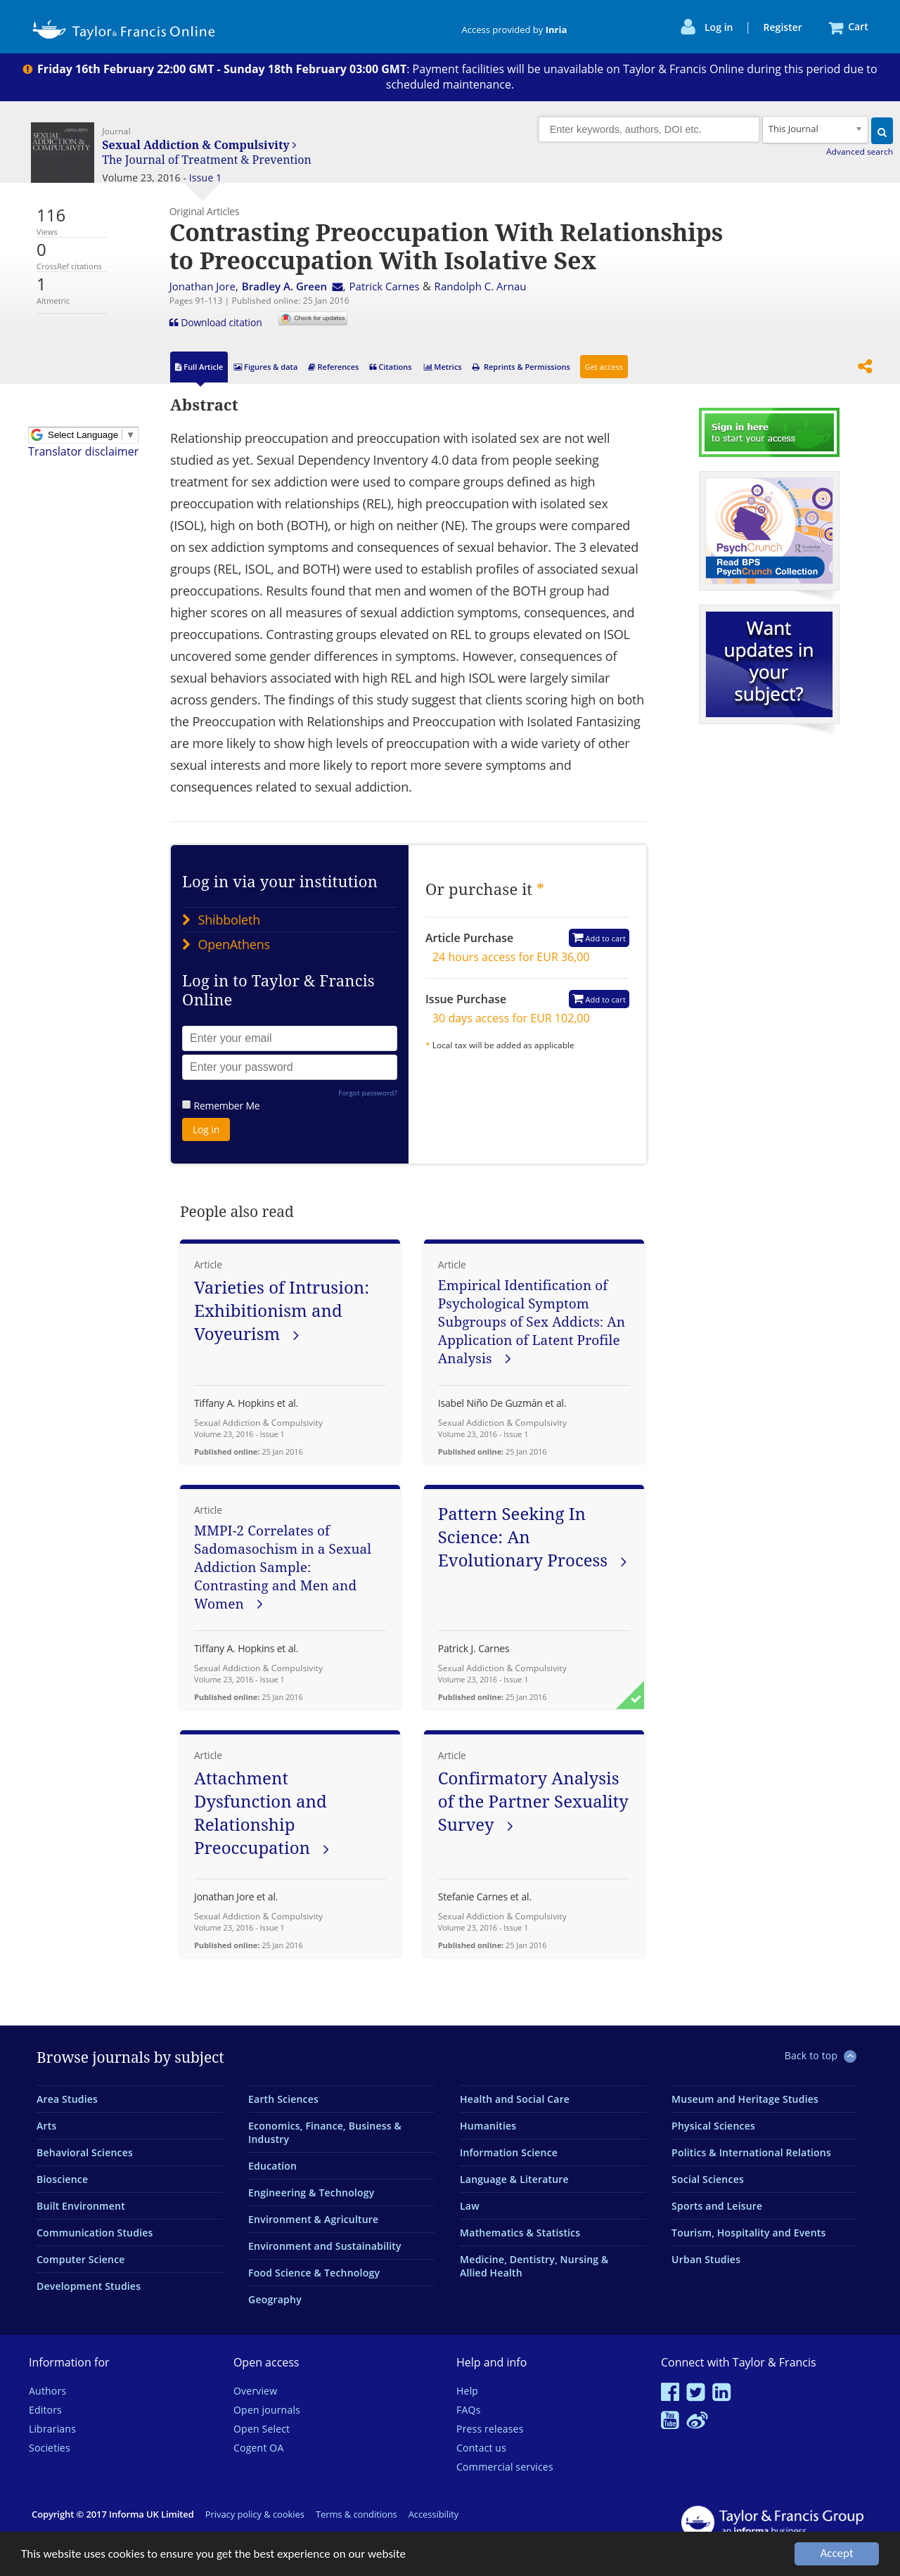 Taylor & Francis Online
Access provided by Inria
Log in
Register
Cart
Friday 16th February 22:00 GMT - Sunday 18th February 03:00 GMT: Payment facilities will be unavailable on Taylor & Francis Online during this period due to
scheduled maintenance.
SEXUAL
ADDICTION &
COMPULSIVITY
Journal
Sexual Addiction & Compulsivity
The Journal of Treatment & Prevention
Volume 23, 2016 - Issue 1
Enter keywords, authors, DOI etc.
This Journal
Advanced search
116
Views
0
CrossRef citations
1
Altmetric
Original Articles
Contrasting Preoccupation With Relationships
to Preoccupation With Isolative Sex
Jonathan Jore, Bradley A. Green , Patrick Carnes & Randolph C. Arnau
Pages 91-113 | Published online: 25 Jan 2016
Download citation
Check for updates
Full Article
Figures & data
References
Citations
Metrics
Reprints & Permissions
Get access
Select Language ▼
Translator disclaimer
Abstract
Relationship preoccupation and preoccupation with isolated sex are not well
studied as yet. Sexual Dependency Inventory 4.0 data from people seeking
treatment for sex addiction were used to compare groups defined as high
preoccupation with relationships (REL), high preoccupation with isolated sex
(ISOL), high on both (BOTH), or high on neither (NE). The groups were compared
on sex addiction symptoms and consequences of sexual behavior. The 3 elevated
groups (REL, ISOL, and BOTH) were used to establish profiles of associated sexual
preoccupations. Results found that men and women of the BOTH group had
higher scores on all measures of sexual addiction symptoms, consequences, and
preoccupations. Contrasting groups elevated on REL to groups elevated on ISOL
uncovered some gender differences in symptoms. However, consequences of
sexual behaviors associated with high REL and high ISOL were largely similar
across genders. The findings of this study suggest that clients scoring high on both
the Preoccupation with Relationships and Preoccupation with Isolated Fantasizing
are more likely to show high levels of preoccupation with a wide variety of other
sexual interests and more likely to report more severe symptoms and
consequences related to sexual addiction.
Sign in here
to start your access
Read routine
PsychCrunch
Routledge
Read BPS
PsychCrunch Collection
Want
updates in
your
subject?
Log in via your institution
Shibboleth
OpenAthens
Log in to Taylor & Francis
Online
Enter your email
Enter your password
Forgot password?
Remember Me
Log in
Or purchase it *
Article Purchase
Add to cart
24 hours access for EUR 36,00
Issue Purchase
Add to cart
30 days access for EUR 102,00
* Local tax will be added as applicable
People also read
Article
Varieties of Intrusion:
Exhibitionism and
Voyeurism
Tiffany A. Hopkins et al.
Sexual Addiction & Compulsivity
Volume 23, 2016 - Issue 1
Published online: 25 Jan 2016
Article
Empirical Identification of
Psychological Symptom
Subgroups of Sex Addicts: An
Application of Latent Profile
Analysis
Isabel Niño De Guzmán et al.
Sexual Addiction & Compulsivity
Volume 23, 2016 - Issue 1
Published online: 25 Jan 2016
Article
MMPI-2 Correlates of
Sadomasochism in a Sexual
Addiction Sample:
Contrasting and Men and
Women
Tiffany A. Hopkins et al.
Sexual Addiction & Compulsivity
Volume 23, 2016 - Issue 1
Published online: 25 Jan 2016
Pattern Seeking In
Science: An
Evolutionary Process
Patrick J. Carnes
Sexual Addiction & Compulsivity
Volume 23, 2016 - Issue 1
Published online: 25 Jan 2016
Article
Attachment
Dysfunction and
Relationship
Preoccupation
Jonathan Jore et al.
Sexual Addiction & Compulsivity
Volume 23, 2016 - Issue 1
Published online: 25 Jan 2016
Article
Confirmatory Analysis
of the Partner Sexuality
Survey
Stefanie Carnes et al.
Sexual Addiction & Compulsivity
Volume 23, 2016 - Issue 1
Published online: 25 Jan 2016
Browse journals by subject
Back to top
Area Studies
Arts
Behavioral Sciences
Bioscience
Built Environment
Communication Studies
Computer Science
Development Studies
Earth Sciences
Economics, Finance, Business &
Industry
Education
Engineering & Technology
Environment & Agriculture
Environment and Sustainability
Food Science & Technology
Geography
Health and Social Care
Humanities
Information Science
Language & Literature
Law
Mathematics & Statistics
Medicine, Dentistry, Nursing &
Allied Health
Museum and Heritage Studies
Physical Sciences
Politics & International Relations
Social Sciences
Sports and Leisure
Tourism, Hospitality and Events
Urban Studies
Information for
Authors
Editors
Librarians
Societies
Open access
Overview
Open journals
Open Select
Cogent OA
Help and info
Help
FAQs
Press releases
Contact us
Commercial services
Connect with Taylor & Francis
You
Tube
Copyright © 2017 Informa UK Limited
Privacy policy & cookies
Terms & conditions
Accessibility
Taylor & Francis Group
an informa business
This website uses cookies to ensure you get the best experience on our website
Accept